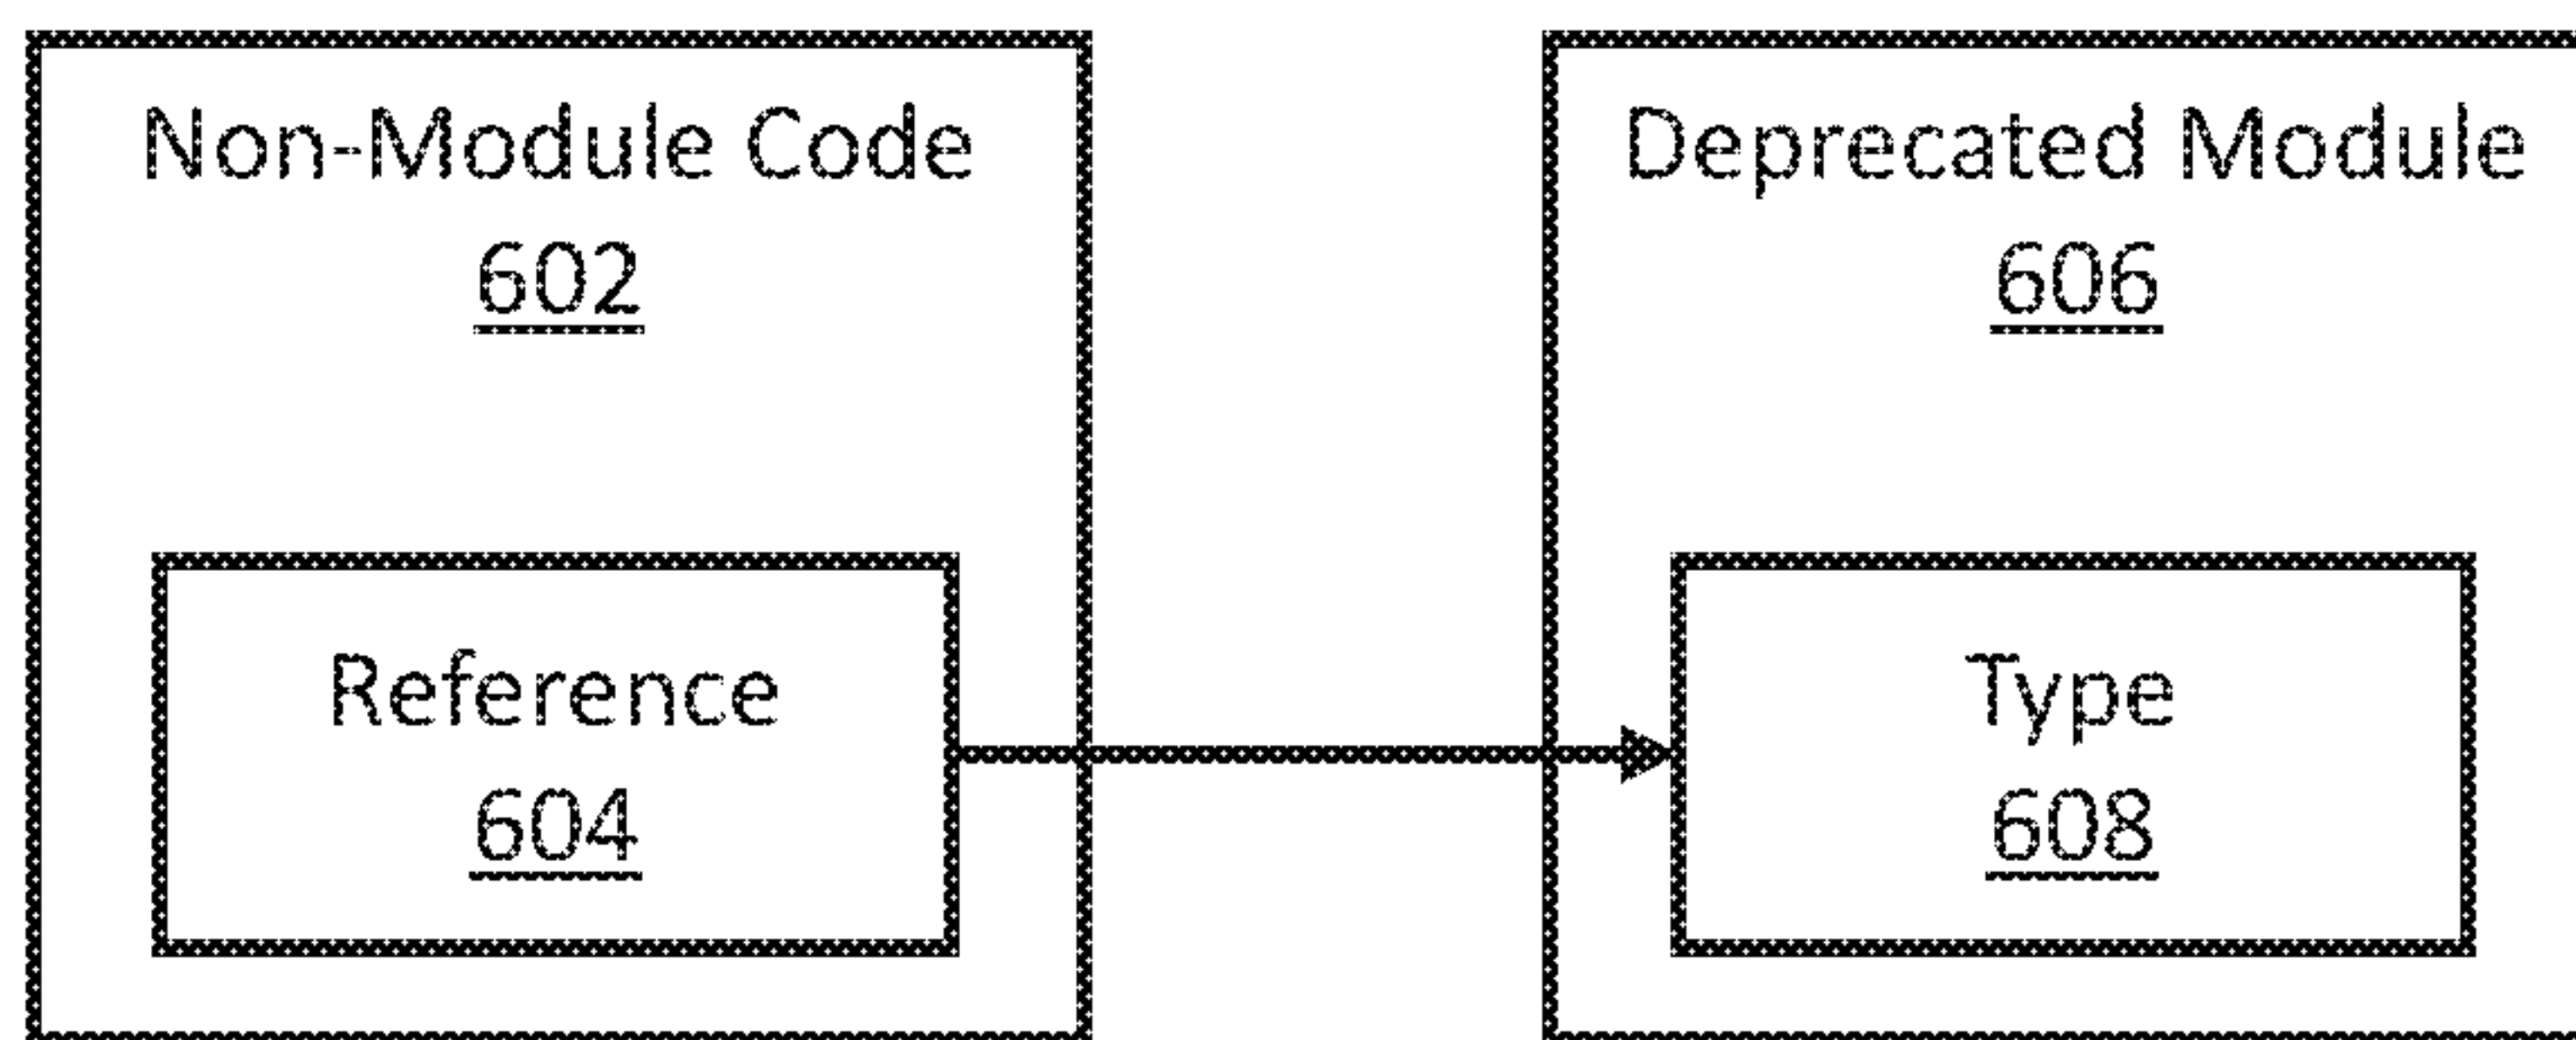 Non-Module Code
602
Reference
604
Deprecated Module
606
Type
608